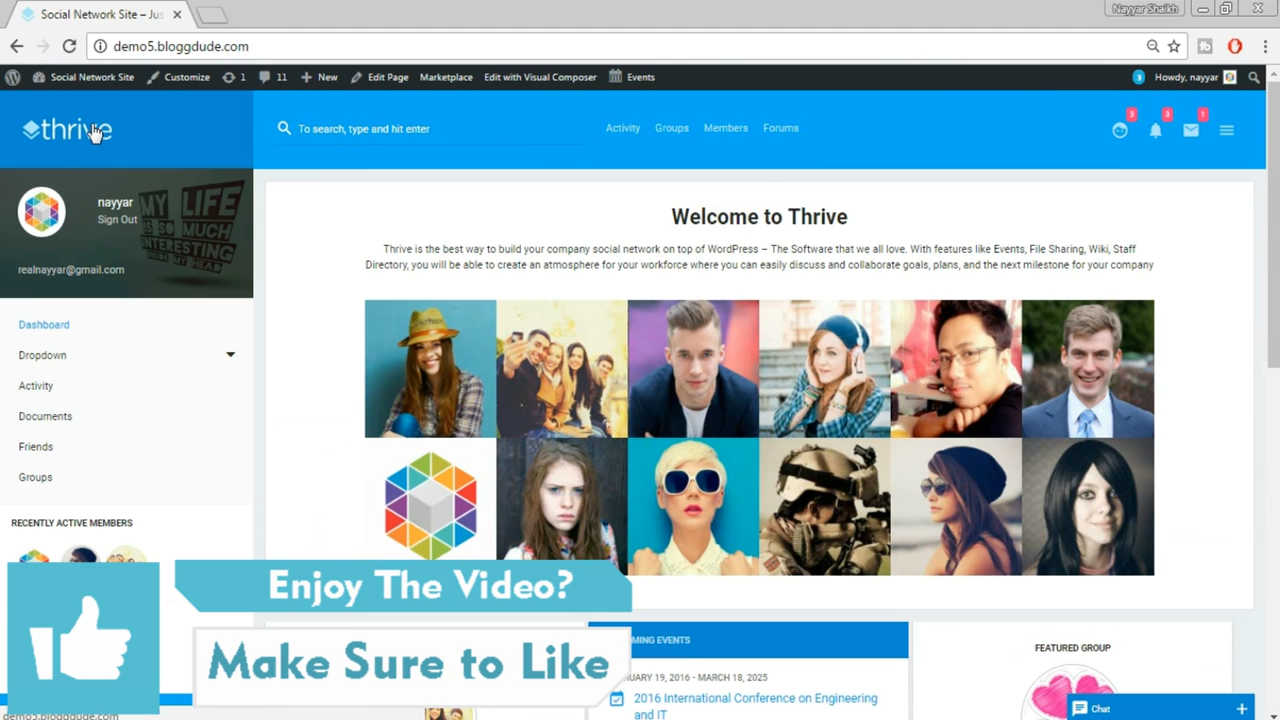 Social Network Site – Jus
Nayyar Shaikh
demo5.bloggdude.com
Social Network Site Customize 1 11 New Edit Page Marketplace Edit with Visual Composer Events 3 Howdy, nayyar
thrive
To search, type and hit enter
Activity Groups Members Forums
3 3 1
nayyar
Sign Out
MY LIFE
IS SO MUCH
INTERESTING
INSIDE MY HEAD
realnayyar@gmail.com
Welcome to Thrive
Thrive is the best way to build your company social network on top of WordPress – The Software that we all love. With features like Events, File Sharing, Wiki, Staff
Directory, you will be able to create an atmosphere for your workforce where you can easily discuss and collaborate goals, plans, and the next milestone for your company
Dashboard
Dropdown
Activity
Documents
Friends
Groups
RECENTLY ACTIVE MEMBERS
Enjoy The Video?
Make Sure to Like
MING EVENTS
UARY 19, 2016 - MARCH 18, 2025
2016 International Conference on Engineering
and IT
FEATURED GROUP
Chat
demo5.bloggdude.com